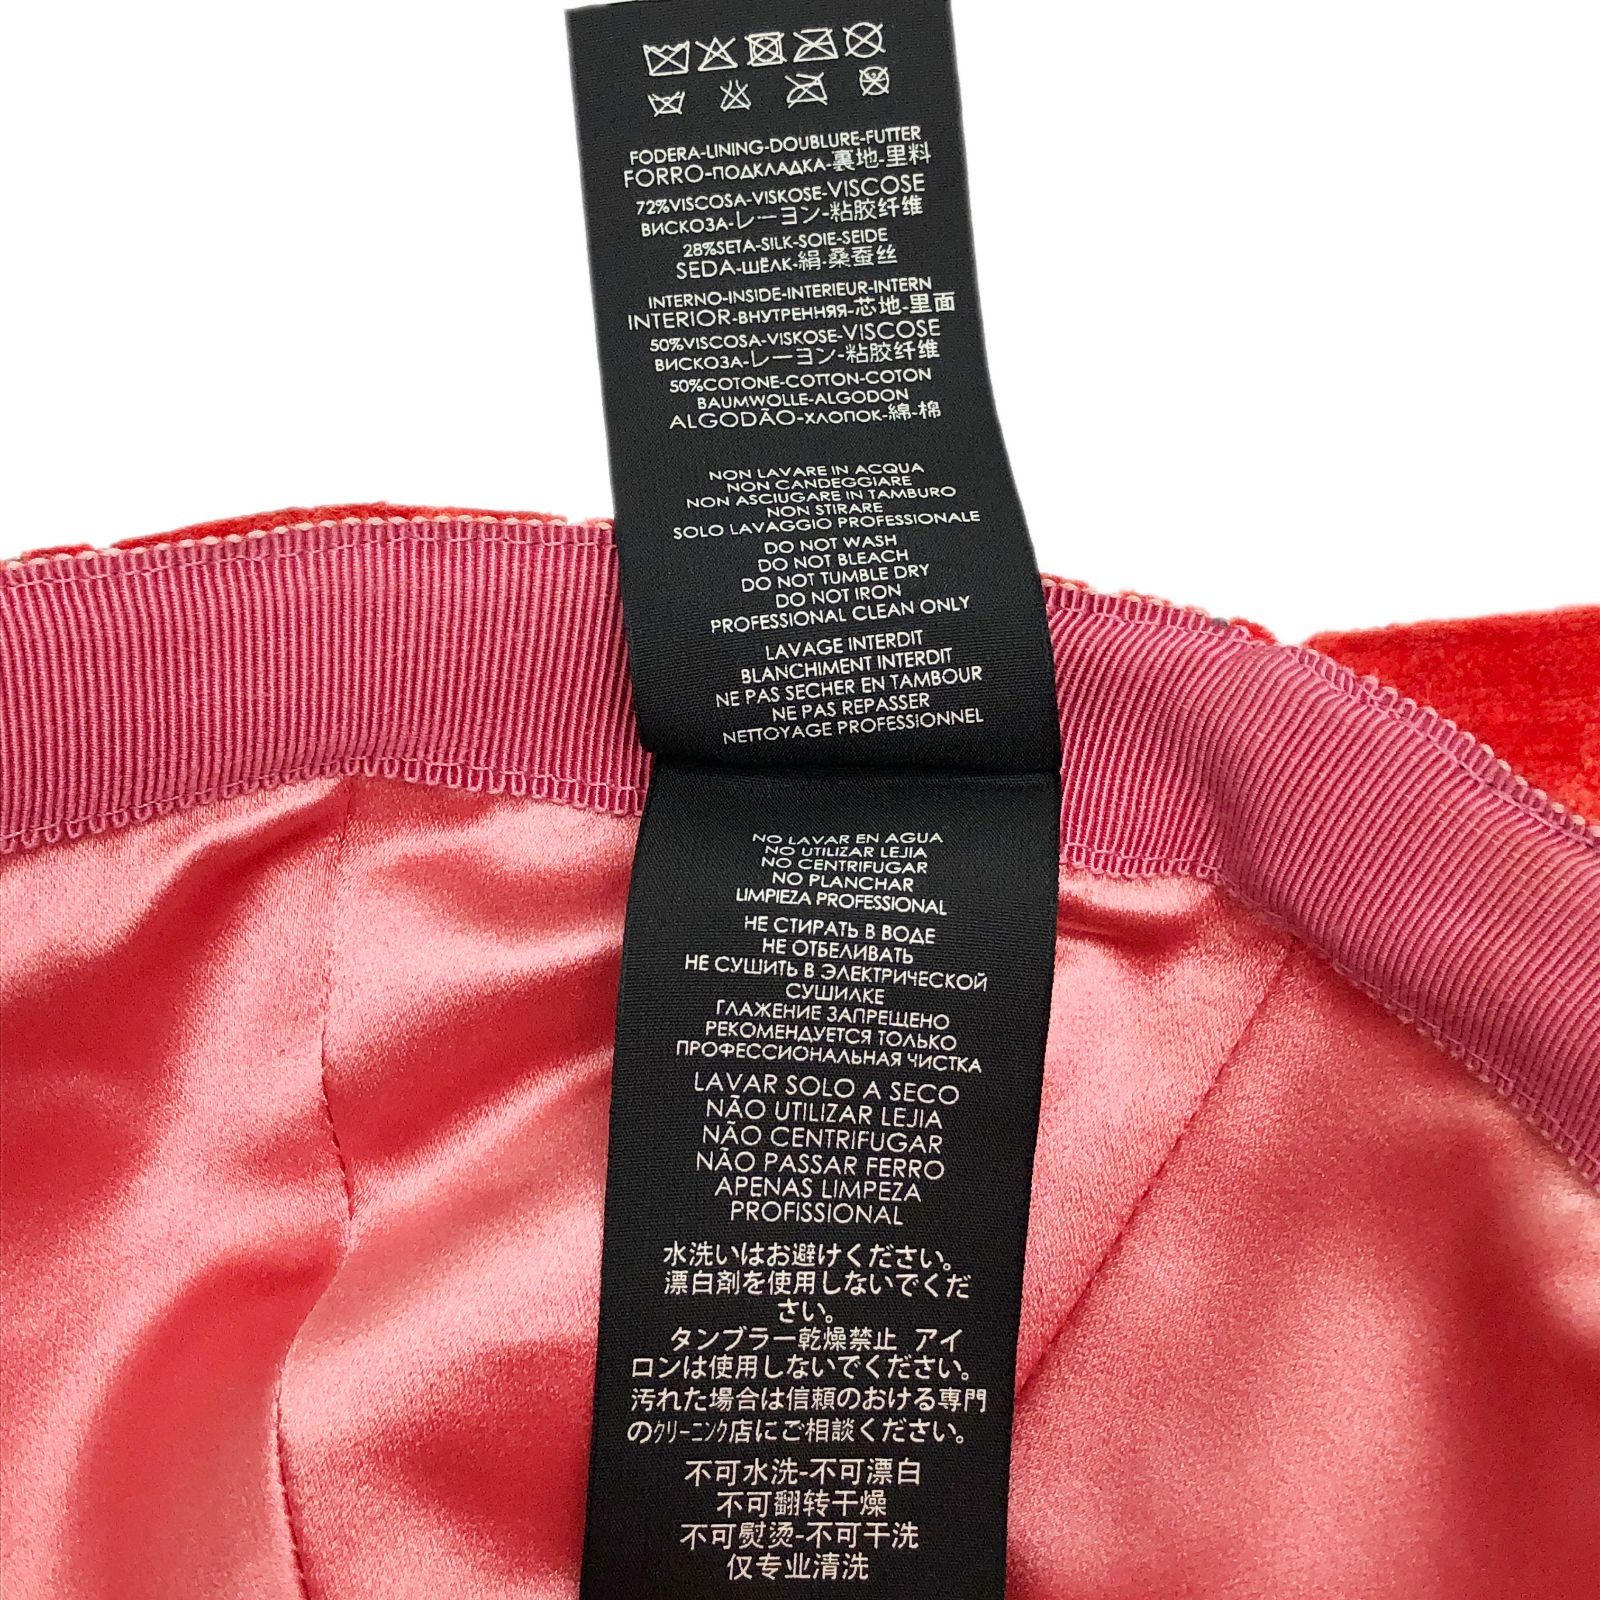 FODERA-LINING-DOUBLURE-FUTTER
FORRO-ПОДКЛАДКА-裏地-里料
72%VISCOSA-VISKOSE-VISCOSE
ВИСКОЗА-レーヨン-粘胶纤维
28%SETA-SILK-SOIE-SEIDE
SEDA-ШЁЛК-絹-桑蚕丝
INTERNO-INSIDE-INTERIEUR-INTERN
INTERIOR-ВНУТРЕННЯЯ-芯地-里面
50%VISCOSA-VISKOSE-VISCOSE
ВИСКОЗА-レーヨン-粘胶纤维
50%COTONE-COTTON-COTON
BAUMWOLLE-ALGODON
ALGODÃO-ХЛОПОК-綿-棉
NON LAVARE IN ACQUA
NON CANDEGGIARE
NON ASCIUGARE IN TAMBURO
NON STIRARE
SOLO LAVAGGIO PROFESSIONALE
DO NOT WASH
DO NOT BLEACH
DO NOT TUMBLE DRY
DO NOT IRON
PROFESSIONAL CLEAN ONLY
LAVAGE INTERDIT
BLANCHIMENT INTERDIT
NE PAS SECHER EN TAMBOUR
NE PAS REPASSER
NETTOYAGE PROFESSIONNEL
NO LAVAR EN AGUA
NO UTILIZAR LEJIA
NO CENTRIFUGAR
NO PLANCHAR
LIMPIEZA PROFESSIONAL
НЕ СТИРАТЬ В ВОДЕ
НЕ ОТБЕЛИВАТЬ
НЕ СУШИТЬ В ЭЛЕКТРИЧЕСКОЙ
СУШИЛКЕ
ГЛАЖЕНИЕ ЗАПРЕЩЕНО
РЕКОМЕНДУЕТСЯ ТОЛЬКО
ПРОФЕССИОНАЛЬНАЯ ЧИСТКА
LAVAR SOLO A SECO
NÃO UTILIZAR LEJIA
NÃO CENTRIFUGAR
NÃO PASSAR FERRO
APENAS LIMPEZA
PROFISSIONAL
水洗いはお避けください。
漂白剤を使用しないでくだ
さい。
タンブラー乾燥禁止 アイ
ロンは使用しないでください。
汚れた場合は信頼のおける専門
のクリーニング店にご相談ください。
不可水洗-不可漂白
不可翻转干燥
不可熨烫-不可干洗
仅专业清洗